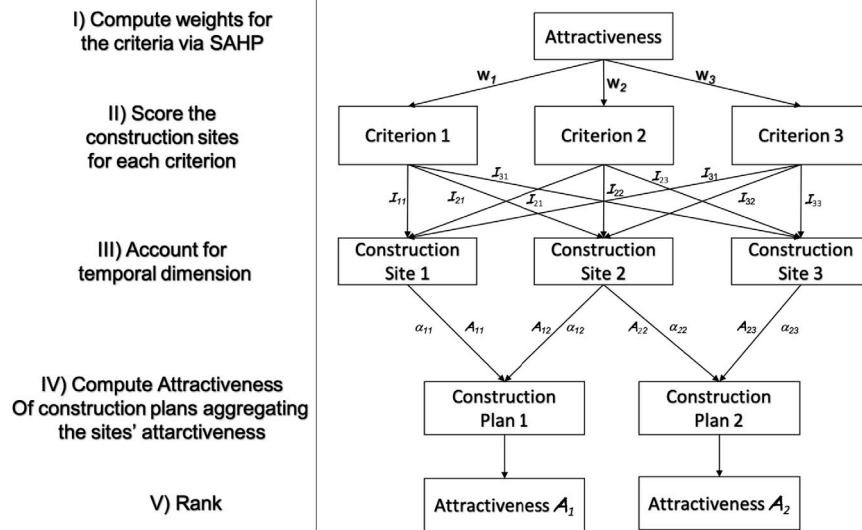 I) Compute weights for
the criteria via SAHP
Attractiveness
w₁
w₂
w₃
II) Score the
construction sites
for each criterion
Criterion 1
Criterion 2
Criterion 3
I₃₁
I₂₃
I₃₁
I₁₁
I₂₁
I₂₁
I₂₂
I₃₂
I₃₃
III) Account for
temporal dimension
Construction
Site 1
Construction
Site 2
Construction
Site 3
α₁₁
A₁₁
A₁₂
α₁₂
A₂₂
α₂₂
A₂₃
α₂₃
IV) Compute Attractiveness
Of construction plans aggregating
the sites' attarctiveness
Construction
Plan 1
Construction
Plan 2
V) Rank
Attractiveness A₁
Attractiveness A₂